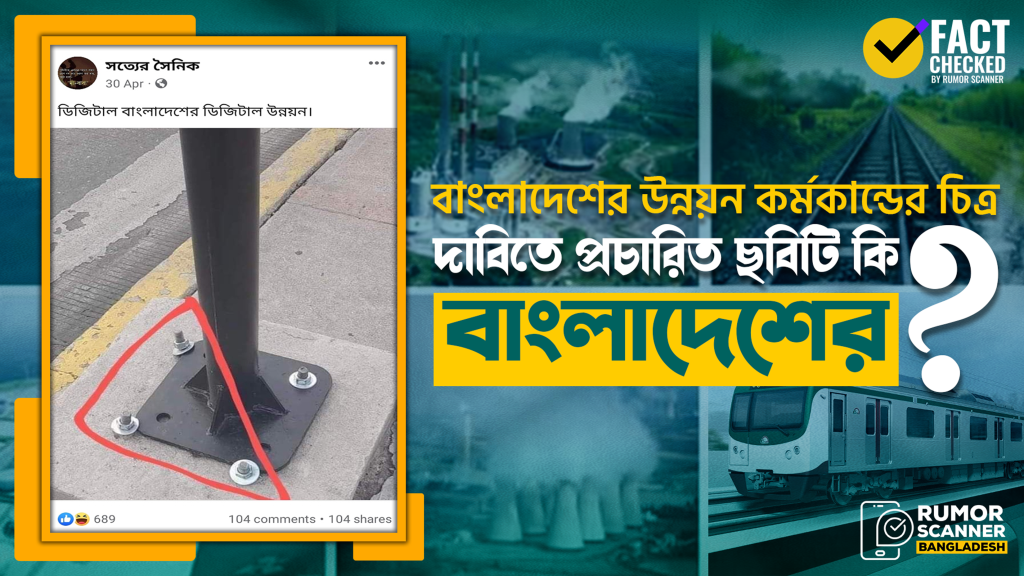 সত্যের সৈনিক
30 Apr
ডিজিটাল বাংলাদেশের ডিজিটাল উন্নয়ন।
689
104 comments • 104 shares
FACT
CHECKED
BY RUMOR SCANNER
বাংলাদেশের উন্নয়ন কর্মকান্ডের চিত্র
দাবিতে প্রচারিত ছবিটি কি
বাংলাদেশের
?
RUMOR
SCANNER
BANGLADESH